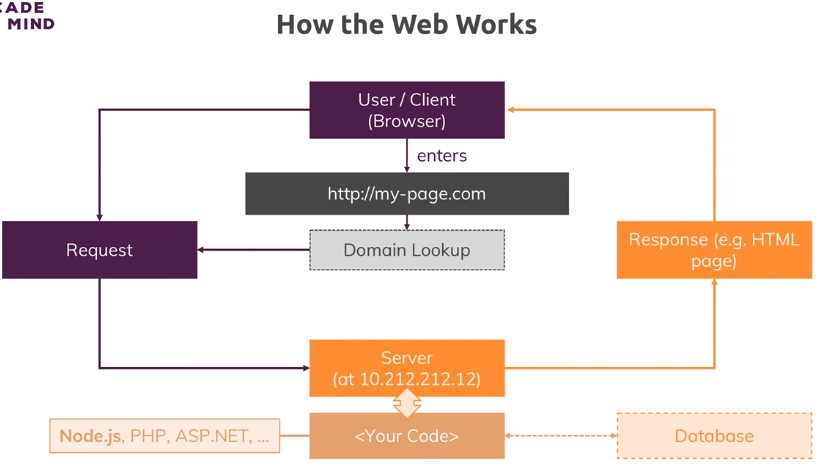 CADE
MIND
How the Web Works
User / Client
(Browser)
enters
http://my-page.com
Request
Domain Lookup
Response (e.g. HTML
page)
Server
(at 10.212.212.12)
Node.js, PHP, ASP.NET, ...
<Your Code>
Database